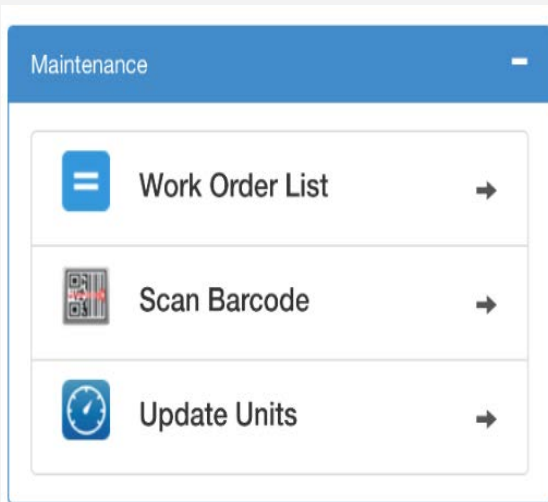 Maintenance
Work Order List
Scan Barcode
Update Units